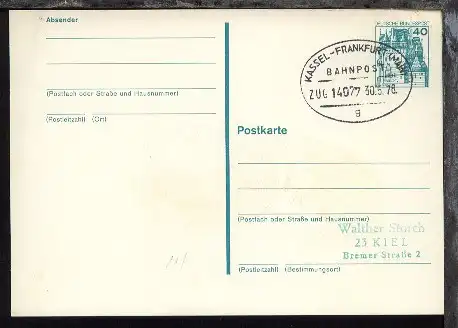 Absender
DEUTSCHE BUNDESPOST
40
KASSEL-FRANKFURT (MAIN)
BAHNPOST
ZUG 14077 30.5.78.
g
(Postfach oder Straße und Hausnummer)
(Postleitzahl) (Ort)
Postkarte
(Postfach oder Straße und Hausnummer)
Walther Storch
23 KIEL
Bremer Straße 2
(Postleitzahl) (Bestimmungsort)